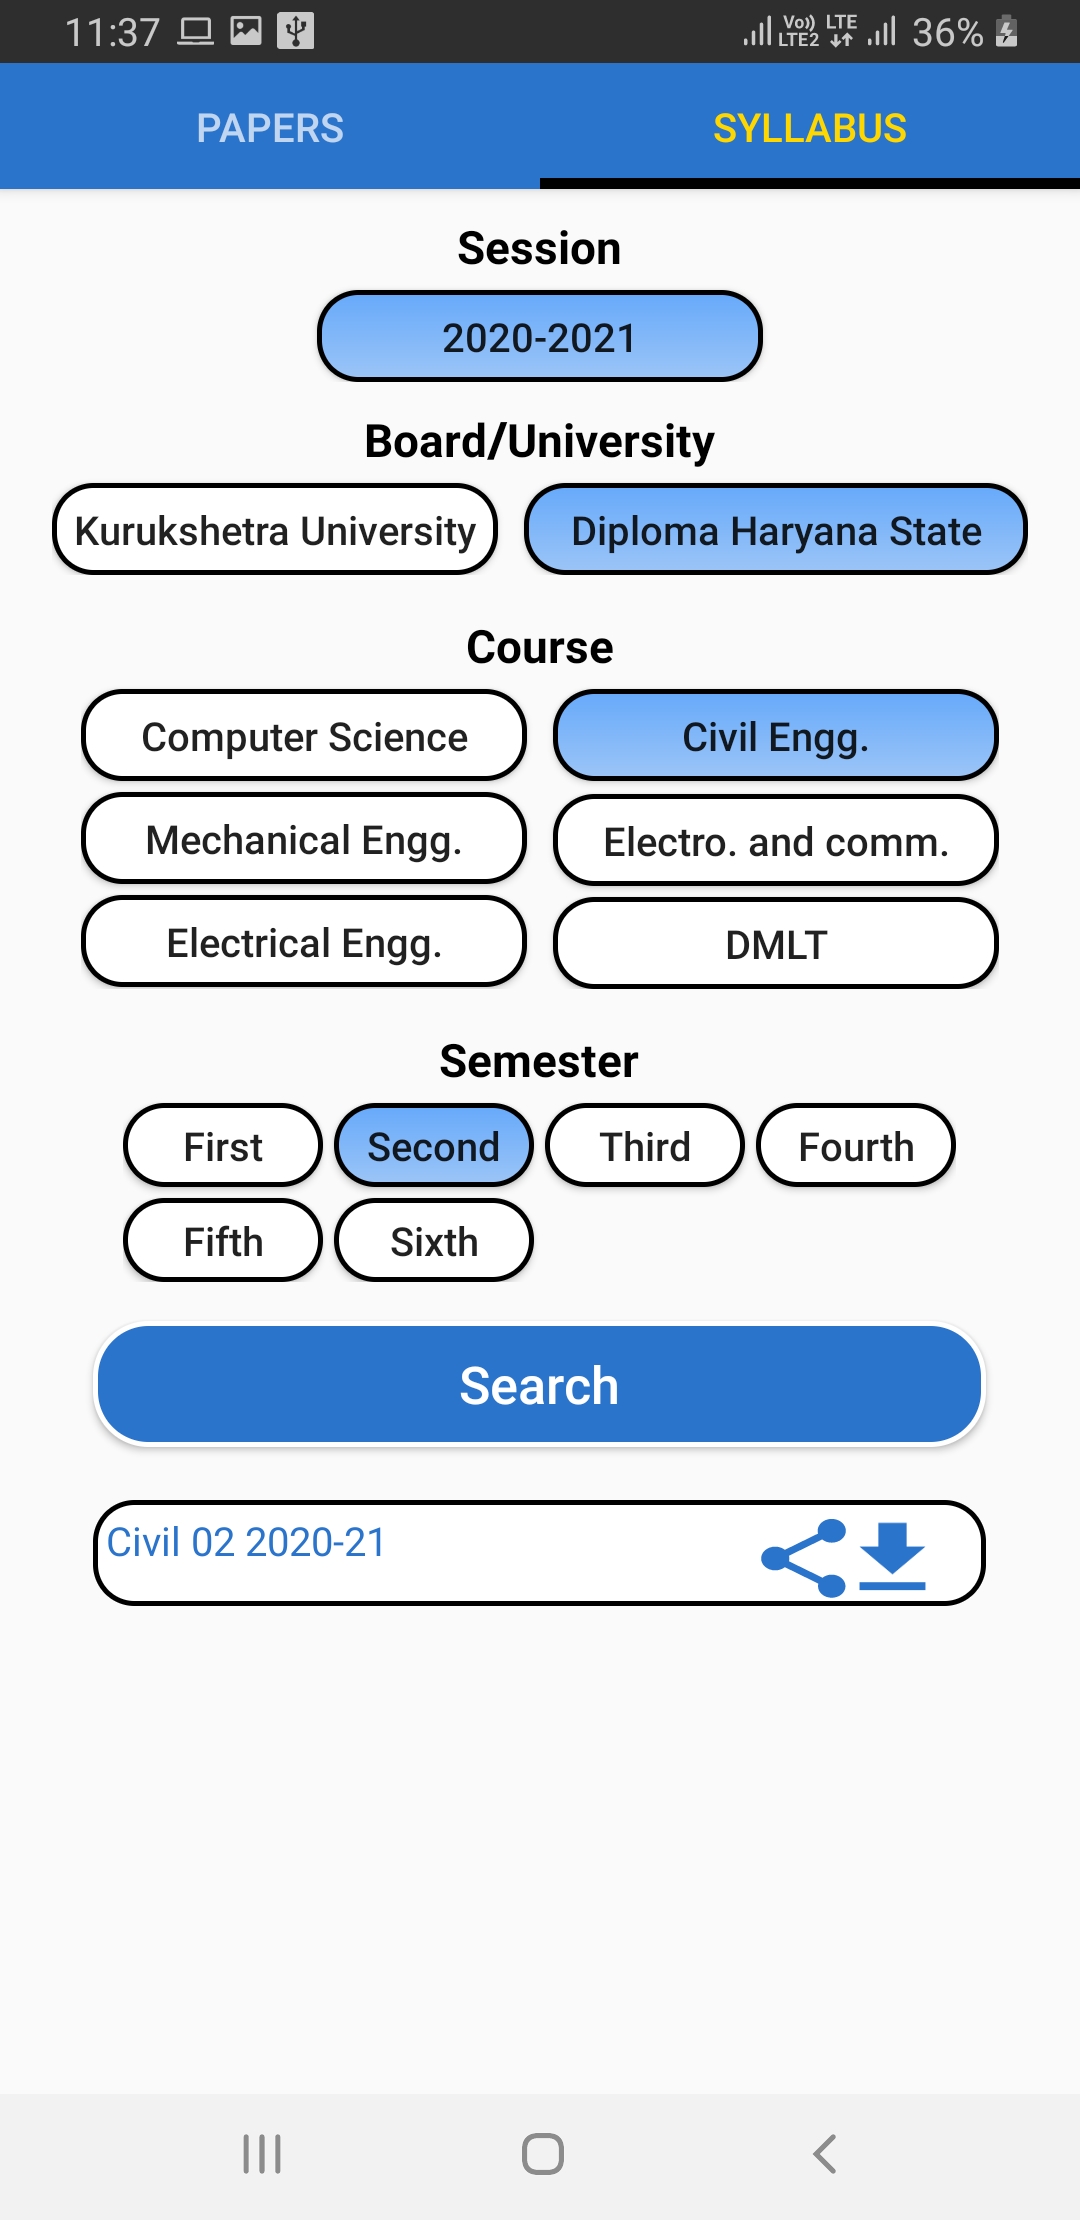 11:37 Vo)) LTE2 LTE 36%
PAPERS SYLLABUS
Session
2020-2021
Board/University
Kurukshetra University Diploma Haryana State
Course
Computer Science Civil Engg.
Mechanical Engg. Electro. and comm.
Electrical Engg. DMLT
Semester
First Second Third Fourth
Fifth Sixth
Search
Civil 02 2020-21